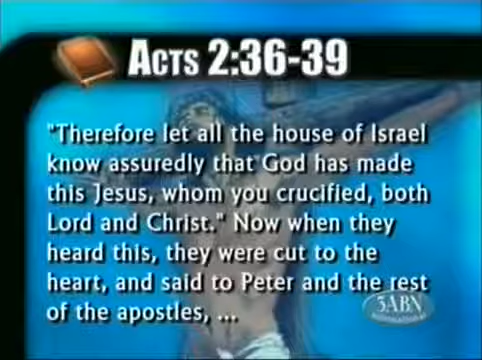 Acts 2:36-39
"Therefore let all the house of Israel
know assuredly that God has made
this Jesus, whom you crucified, both
Lord and Christ." Now when they
heard this, they were cut to the
heart, and said to Peter and the rest
of the apostles, ...
3ABN
International